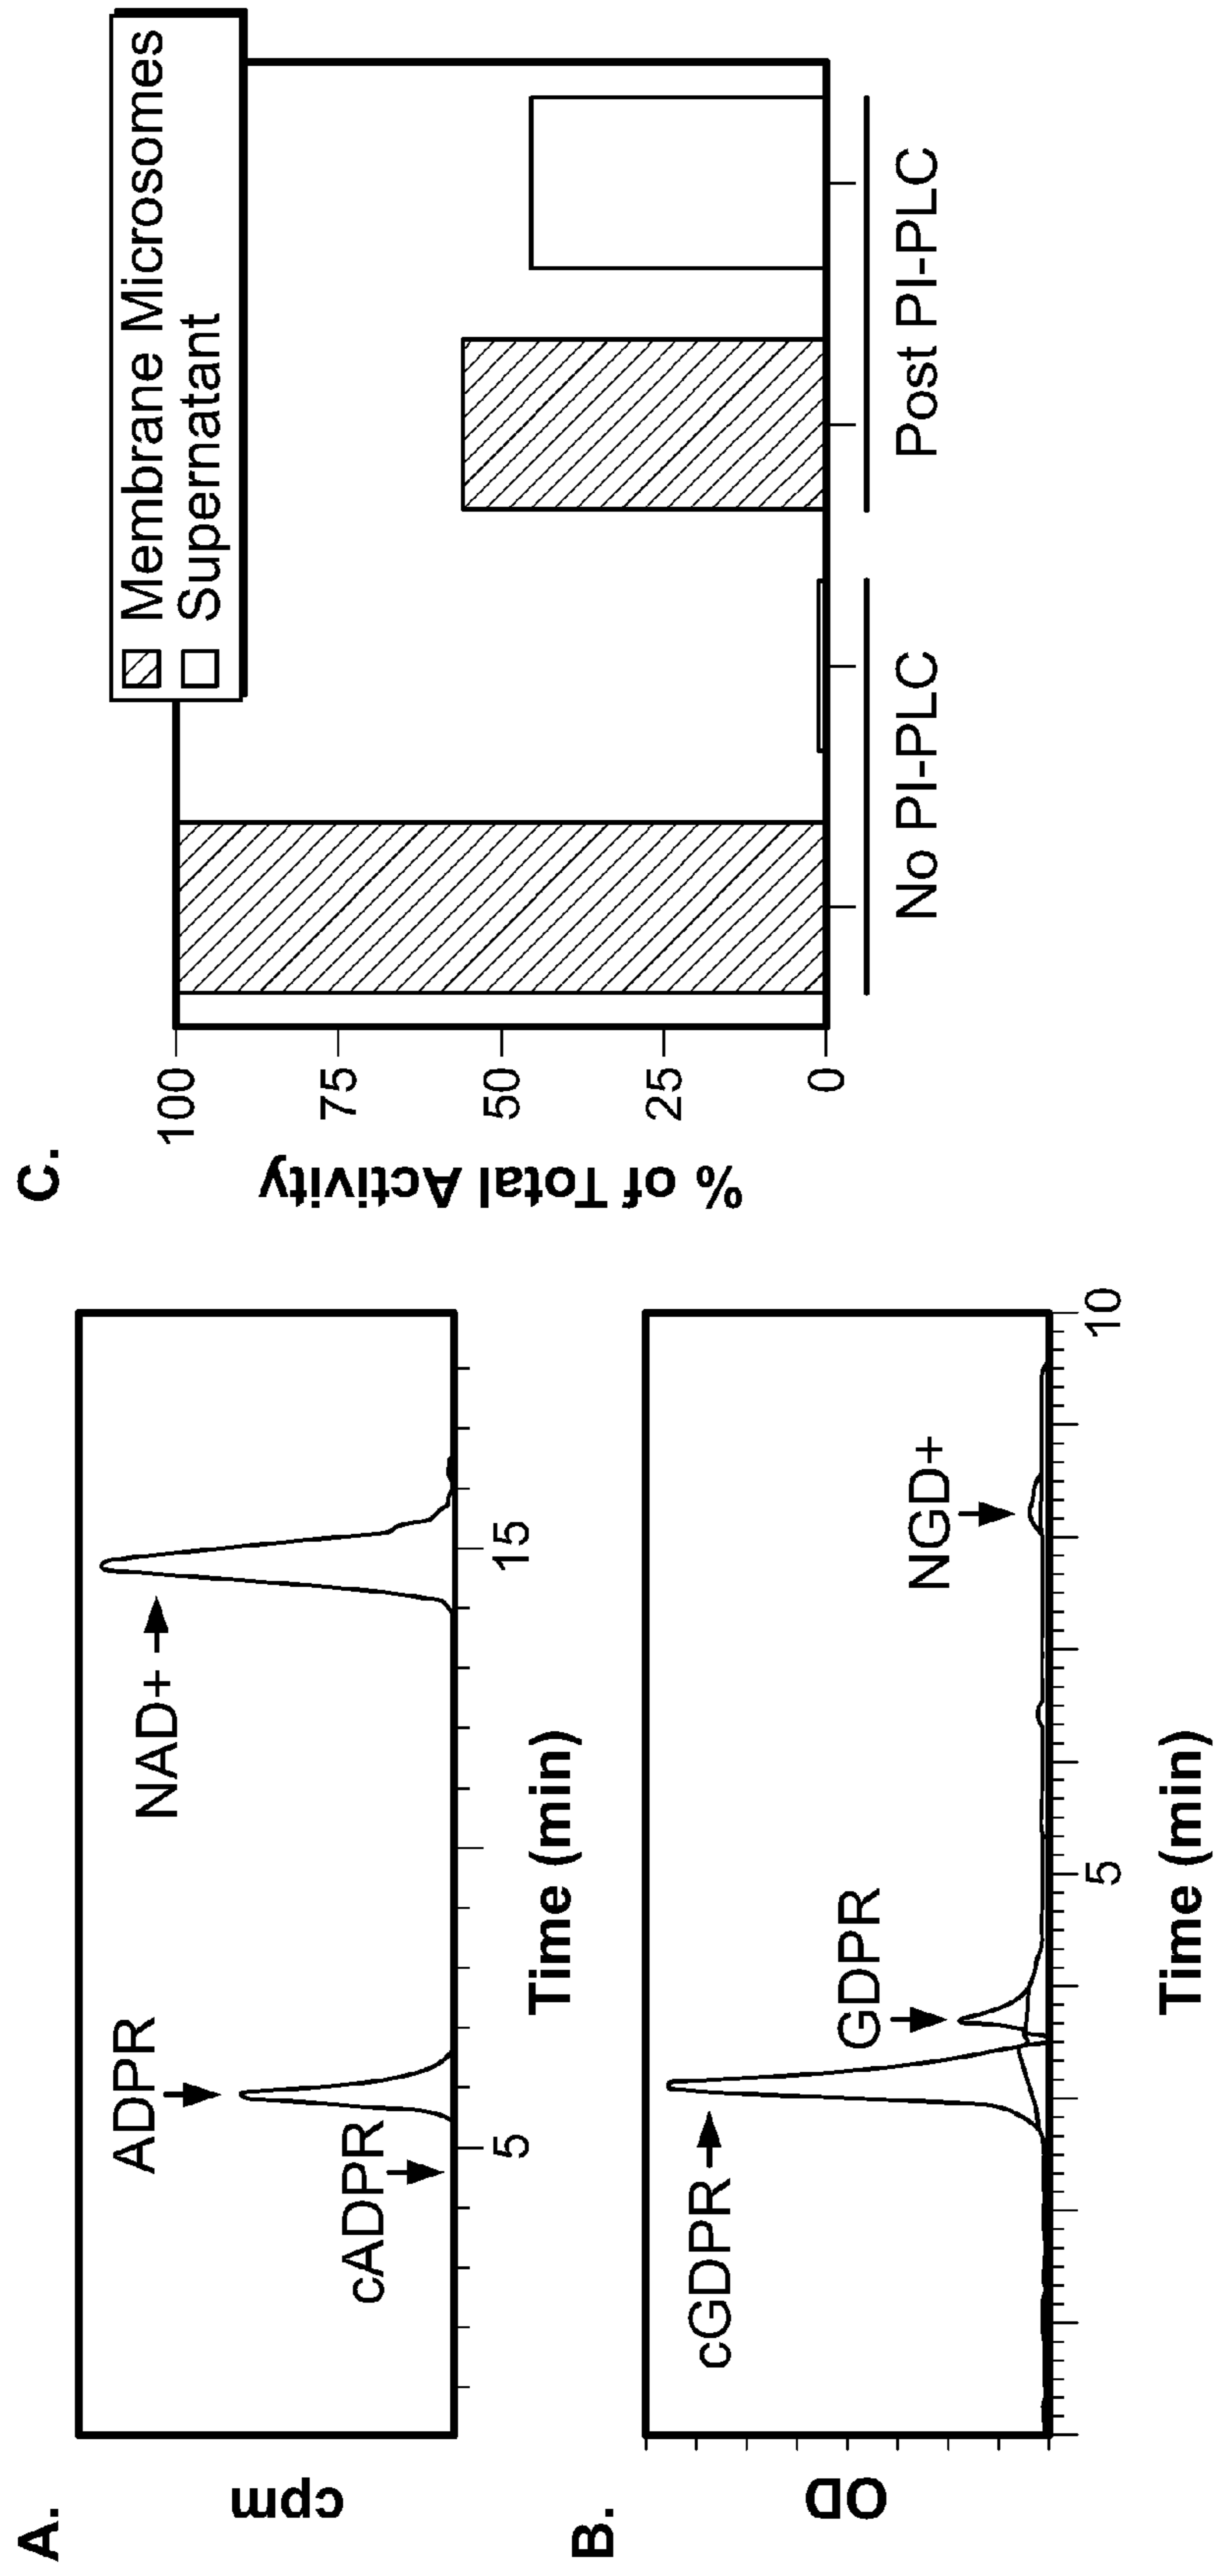 A.
cpm
ADPR
cADPR
NAD+
5
15
Time (min)
B.
OD
cGDPR
GDPR
NGD+
5
10
Time (min)
C.
% of Total Activity
100
75
50
25
0
Membrane Microsomes
Supernatant
No PI-PLC
Post PI-PLC